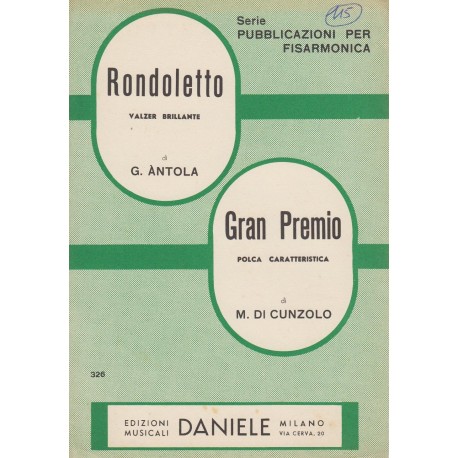 115
Serie
PUBBLICAZIONI PER
FISARMONICA
Rondoletto
VALZER BRILLANTE
di
G. ÀNTOLA
Gran Premio
POLCA CARATTERISTICA
di
M. DI CUNZOLO
326
EDIZIONI
MUSICALI
DANIELE
MILANO
VIA CERVA, 20